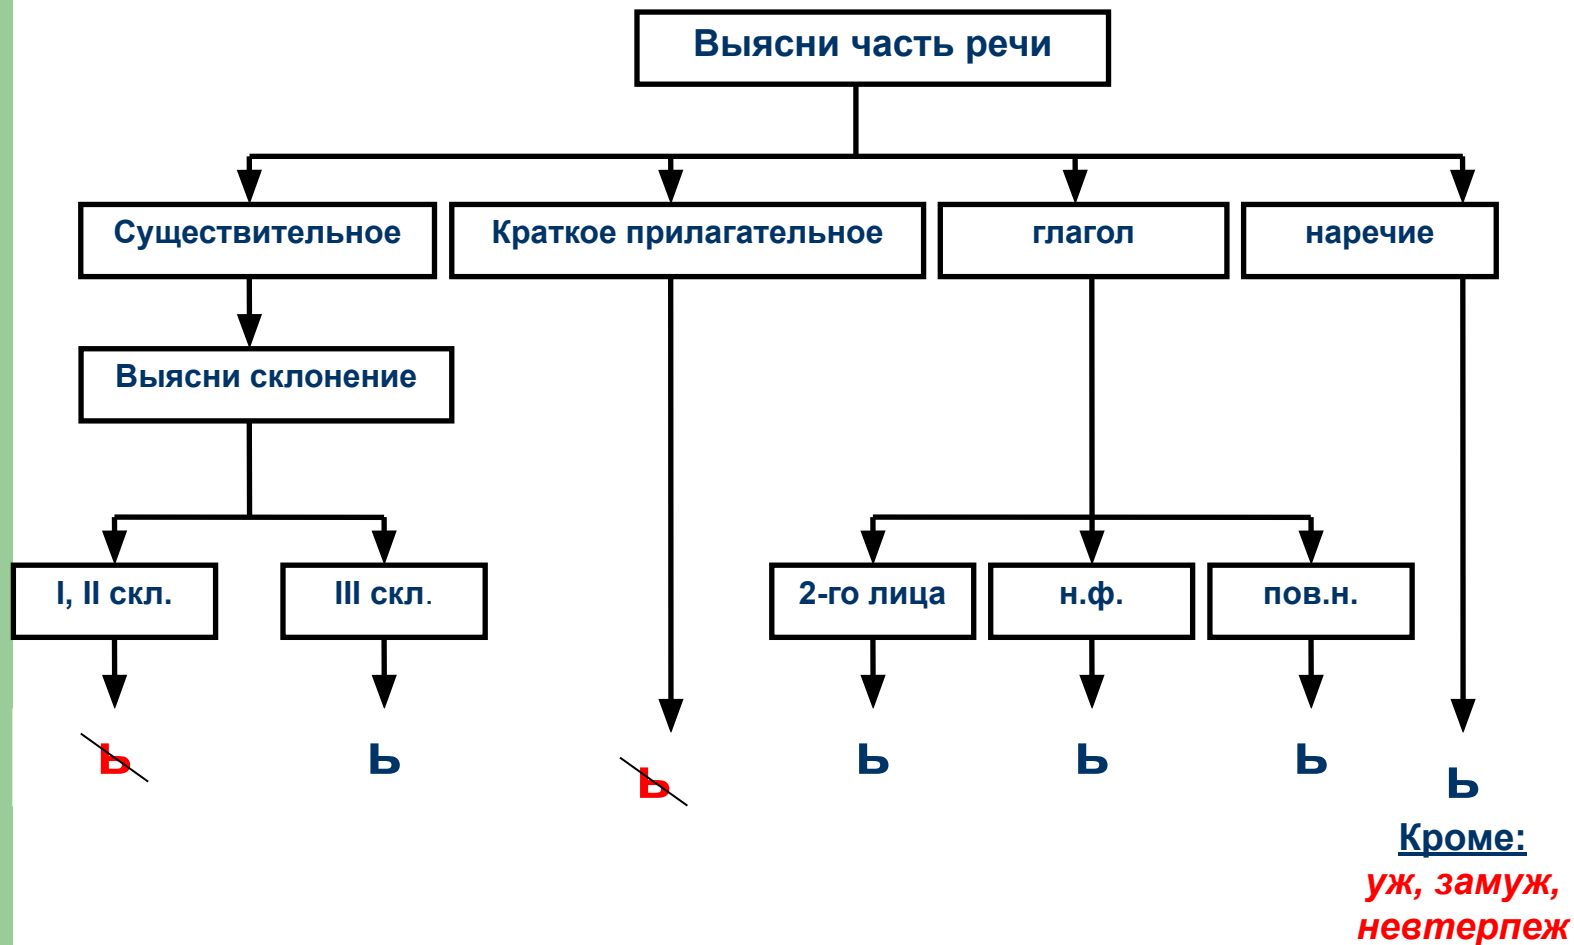 Выясни часть речи
Существительное
Краткое прилагательное
глагол
наречие
Выясни склонение
I, II скл.
III скл.
2-го лица
н.ф.
пов.н.
ь
ь
ь
ь
ь
ь
ь
Кроме:
уж, замуж,
невтерпеж